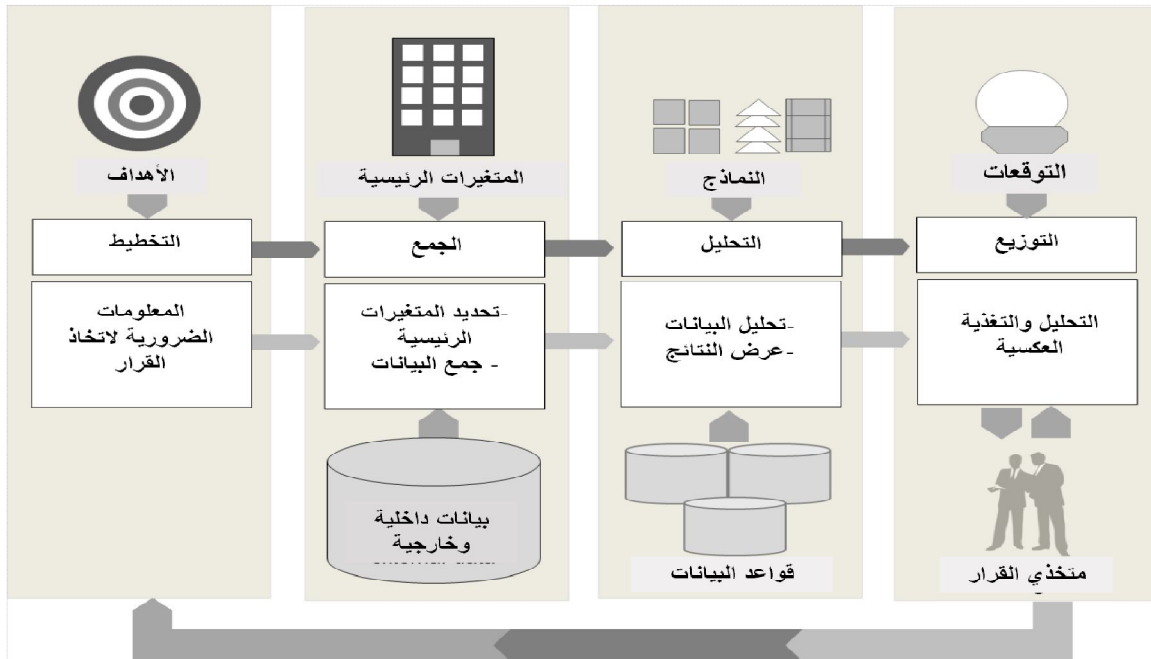 الأهداف
التخطيط
المعلومات
الضرورية لاتخاذ
القرار
المتغيرات الرئيسية
الجمع
-تحديد المتغيرات
الرئيسية
- جمع البيانات
بيانات داخلية
وخارجية
النماذج
التحليل
-تحليل البيانات
-عرض النتائج
قواعد البيانات
التوقعات
التوزيع
التحليل والتغذية
العكسية
متخذي القرار